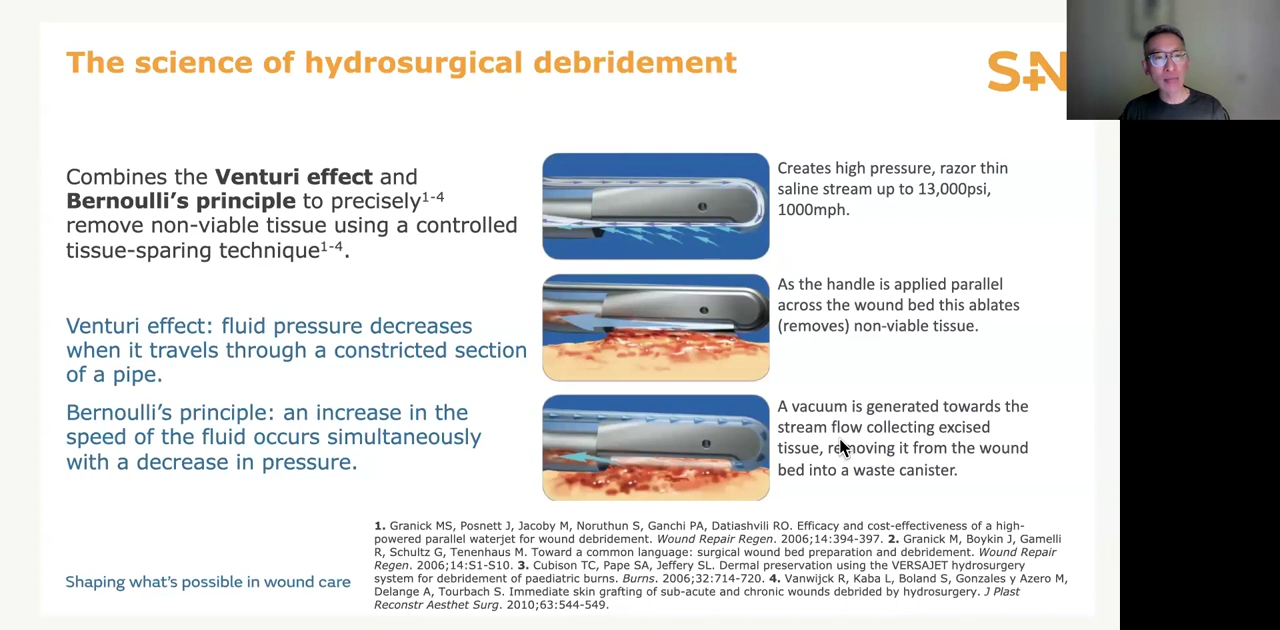 The science of hydrosurgical debridement
S+N
Combines the Venturi effect and
Bernoulli’s principle to precisely1-4
remove non-viable tissue using a controlled
tissue-sparing technique1-4.
Venturi effect: fluid pressure decreases
when it travels through a constricted section
of a pipe.
Bernoulli’s principle: an increase in the
speed of the fluid occurs simultaneously
with a decrease in pressure.
Creates high pressure, razor thin
saline stream up to 13,000psi,
1000mph.
As the handle is applied parallel
across the wound bed this ablates
(removes) non-viable tissue.
A vacuum is generated towards the
stream flow collecting excised
tissue, removing it from the wound
bed into a waste canister.
1. Granick MS, Posnett J, Jacoby M, Noruthun S, Ganchi PA, Datiashvili RO. Efficacy and cost-effectiveness of a high-
powered parallel waterjet for wound debridement. Wound Repair Regen. 2006;14:394-397. 2. Granick M, Boykin J, Gamelli
R, Schultz G, Tenenhaus M. Toward a common language: surgical wound bed preparation and debridement. Wound Repair
Regen. 2006;14:S1-S10. 3. Cubison TC, Pape SA, Jeffery SL. Dermal preservation using the VERSAJET hydrosurgery
system for debridement of paediatric burns. Burns. 2006;32:714-720. 4. Vanwijck R, Kaba L, Boland S, Gonzales y Azero M,
Delange A, Tourbach S. Immediate skin grafting of sub-acute and chronic wounds debrided by hydrosurgery. J Plast
Reconstr Aesthet Surg. 2010;63:544-549.
Shaping what’s possible in wound care